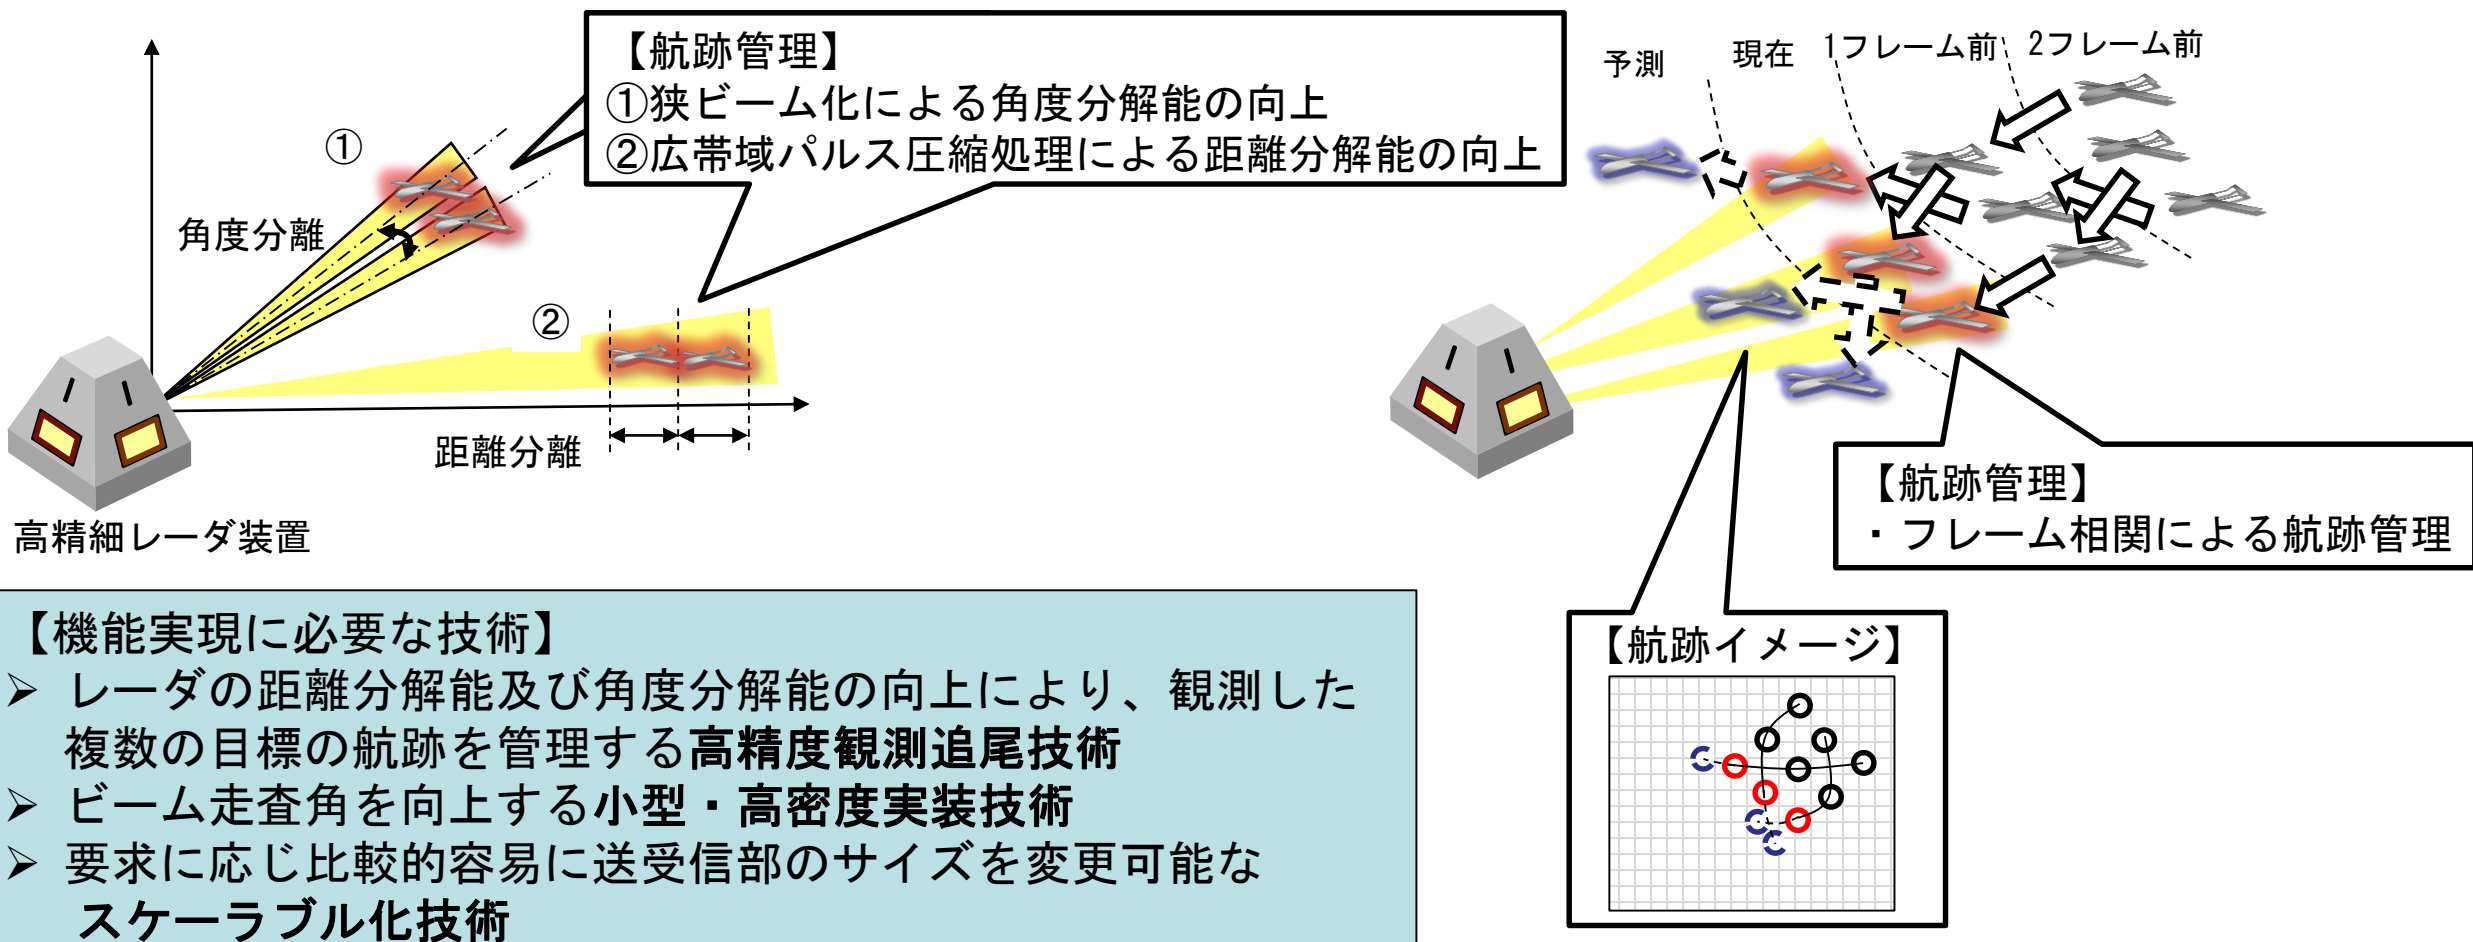 【航跡管理】
①狭ビーム化による角度分解能の向上
②広帯域パルス圧縮処理による距離分解能の向上
①
角度分離
②
距離分離
高精細レーダ装置
予測
現在
1フレーム前
2フレーム前
【航跡管理】
・フレーム相関による航跡管理
【航跡イメージ】
【機能実現に必要な技術】
➢ レーダの距離分解能及び角度分解能の向上により、観測した
複数の目標の航跡を管理する高精度観測追尾技術
➢ ビーム走査角を向上する小型・高密度実装技術
➢ 要求に応じ比較的容易に送受信部のサイズを変更可能な
スケーラブル化技術